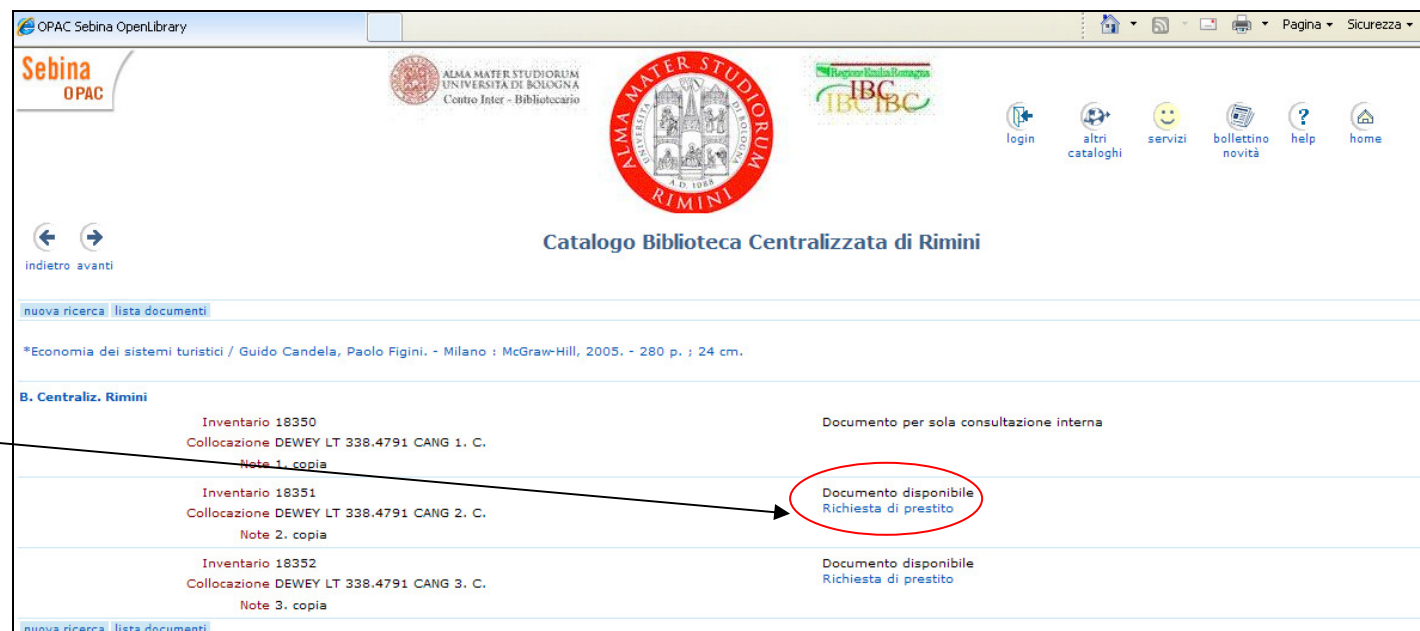 OPAC Sebina OpenLibrary
Pagina Sicurezza
Sebina
OPAC
ALMA MATER STUDIORUM
UNIVERSITÀ DI BOLOGNA
Centro Inter - Bibliotecario
ALMA MATER STUDIORUM
UNIVERSITÀ DI BOLOGNA
A.D. 1088
RIMINI
Regione Emilia Romagna
IBC IBC
login
altri
cataloghi
servizi
bollettino
novità
help
home
indietro avanti
Catalogo Biblioteca Centralizzata di Rimini
nuova ricerca lista documenti
*Economia dei sistemi turistici / Guido Candela, Paolo Figini. - Milano : McGraw-Hill, 2005. - 280 p. ; 24 cm.
B. Centraliz. Rimini
Inventario 18350 Documento per sola consultazione interna
Collocazione DEWEY LT 338.4791 CANG 1. C.
Note 1. copia
Inventario 18351 Documento disponibile
Collocazione DEWEY LT 338.4791 CANG 2. C. Richiesta di prestito
Note 2. copia
Inventario 18352 Documento disponibile
Collocazione DEWEY LT 338.4791 CANG 3. C. Richiesta di prestito
Note 3. copia
nuova ricerca lista documenti